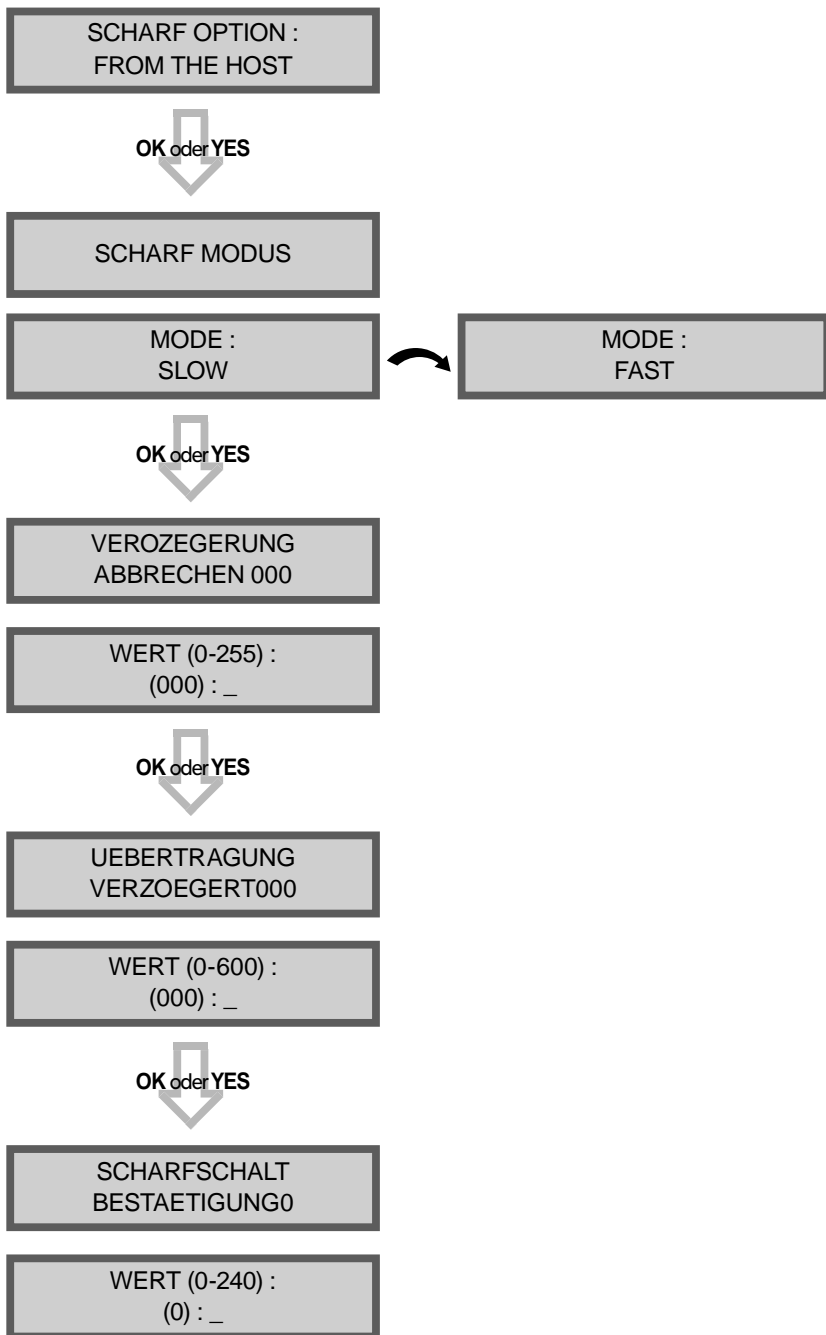 SCHARF OPTION :
FROM THE HOST
OK oder YES
SCHARF MODUS
MODE :
SLOW
MODE :
FAST
OK oder YES
VEROZEGERUNG
ABBRECHEN 000
WERT (0-255) :
(000) : _
OK oder YES
UEBERTRAGUNG
VERZOEGERT000
WERT (0-600) :
(000) : _
OK oder YES
SCHARFSCHALT
BESTAETIGUNG0
WERT (0-240) :
(0) : _